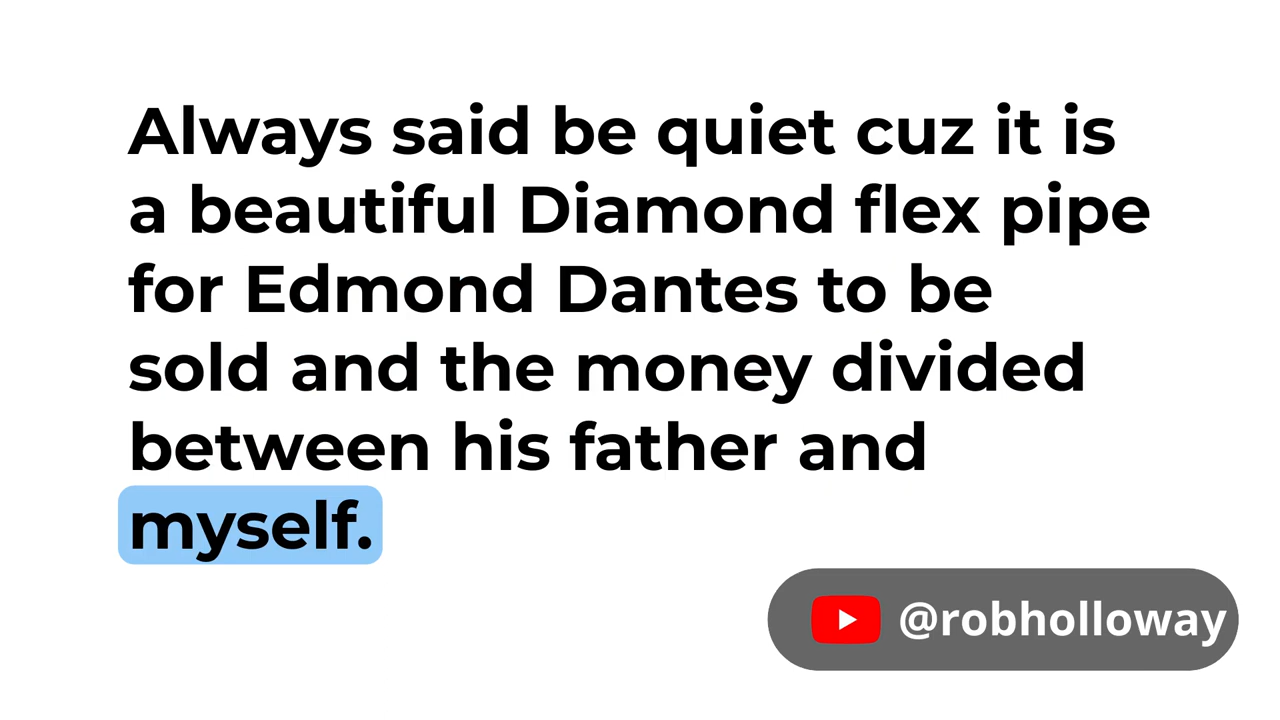 Always said be quiet cuz it is
a beautiful Diamond flex pipe
for Edmond Dantes to be
sold and the money divided
between his father and
myself.
@robholloway